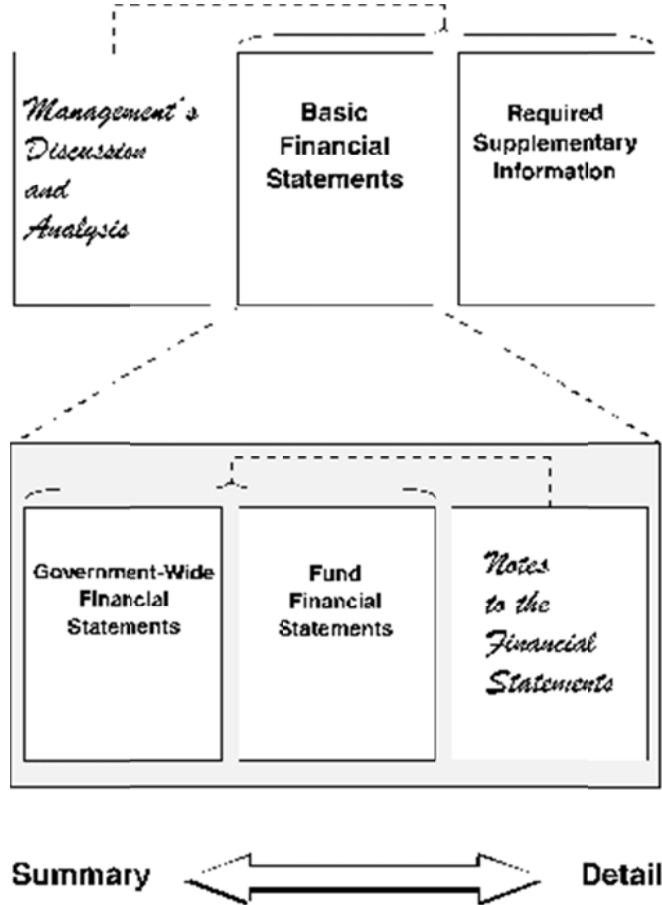 Management's
Discussion
and
Analysis
Basic
Financial
Statements
Required
Supplementary
Information
Government-Wide
Financial
Statements
Fund
Financial
Statements
Notes
to the
Financial
Statements
Summary
Detail